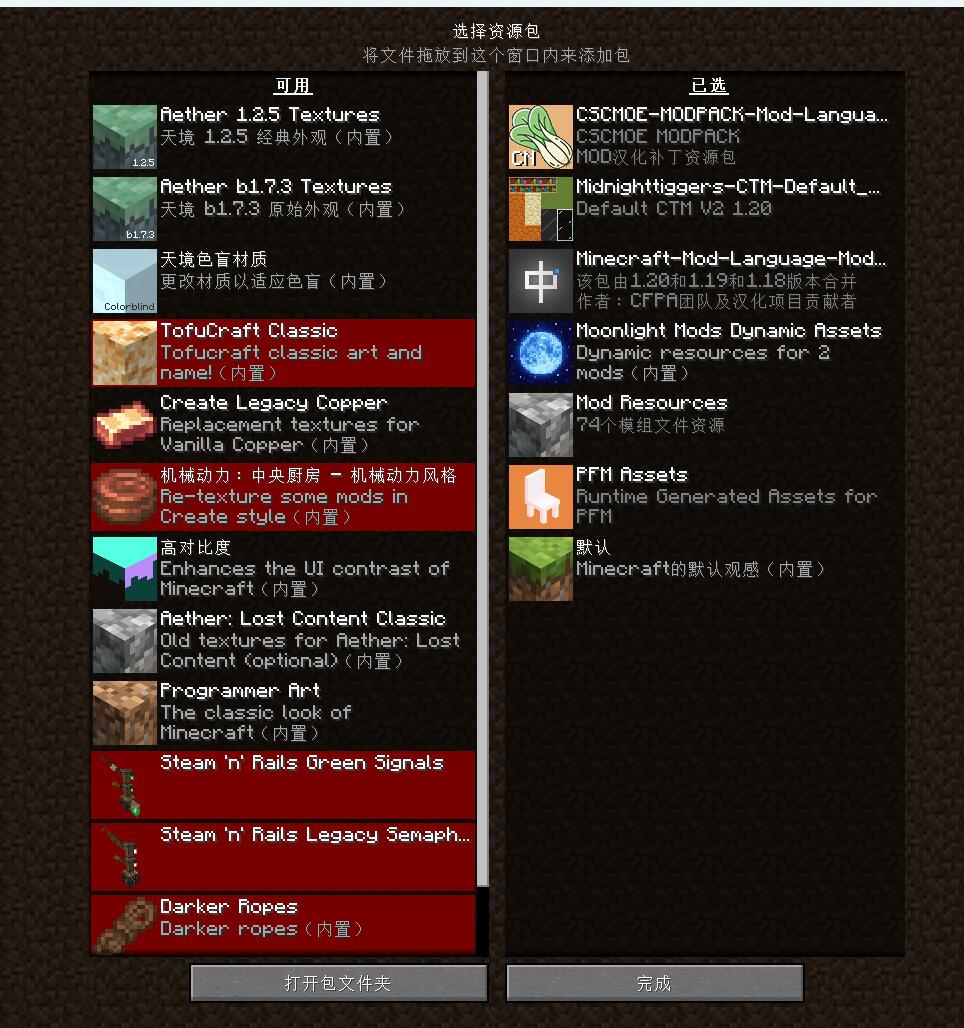 选择资源包
将文件拖放到这个窗口内来添加包
可用
Aether 1.2.5 Textures
天境 1.2.5 经典外观（内置）
1.2.5
Aether b1.7.3 Textures
天境 b1.7.3 原始外观（内置）
b1.7.3
天境色盲材质
更改材质以适应色盲（内置）
Colorblind
TofuCraft Classic
Tofucraft classic art and
name!（内置）
Create Legacy Copper
Replacement textures for
Vanilla Copper（内置）
机械动力：中央厨房 - 机械动力风格
Re-texture some mods in
Create style（内置）
高对比度
Enhances the UI contrast of
Minecraft（内置）
Aether: Lost Content Classic
Old textures for Aether: Lost
Content (optional)（内置）
Programmer Art
The classic look of
Minecraft（内置）
Steam 'n' Rails Green Signals
Steam 'n' Rails Legacy Semaph...
Darker Ropes
Darker ropes（内置）
已选
CSCMOE-MODPACK-Mod-Langua...
CSCMOE MODPACK
MOD汉化补丁资源包
CN
Midnighttiggers-CTM-Default_...
Default CTM V2 1.20
Minecraft-Mod-Language-Mod...
该包由1.20和1.19和1.18版本合并
作者：CFPA团队及汉化项目贡献者
中
Moonlight Mods Dynamic Assets
Dynamic resources for 2
mods（内置）
Mod Resources
74个模组文件资源
PFM Assets
Runtime Generated Assets for
PFM
默认
Minecraft的默认观感（内置）
打开包文件夹
完成